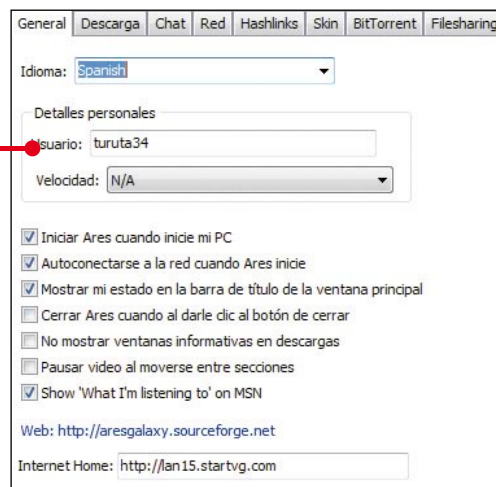 General Descarga Chat Red Hashlinks Skin BitTorrent Filesharing
Idioma: Spanish
Detalles personales
Usuario: turuta34
Velocidad: N/A
Iniciar Ares cuando inicie mi PC
Autoconectarse a la red cuando Ares inicie
Mostrar mi estado en la barra de título de la ventana principal
Cerrar Ares cuando al darle clic al botón de cerrar
No mostrar ventanas informativas en descargas
Pausar video al moverse entre secciones
Show 'What I'm listening to' on MSN
Web: http://aresgalaxy.sourceforge.net
Internet Home: http://lan15.startvg.com